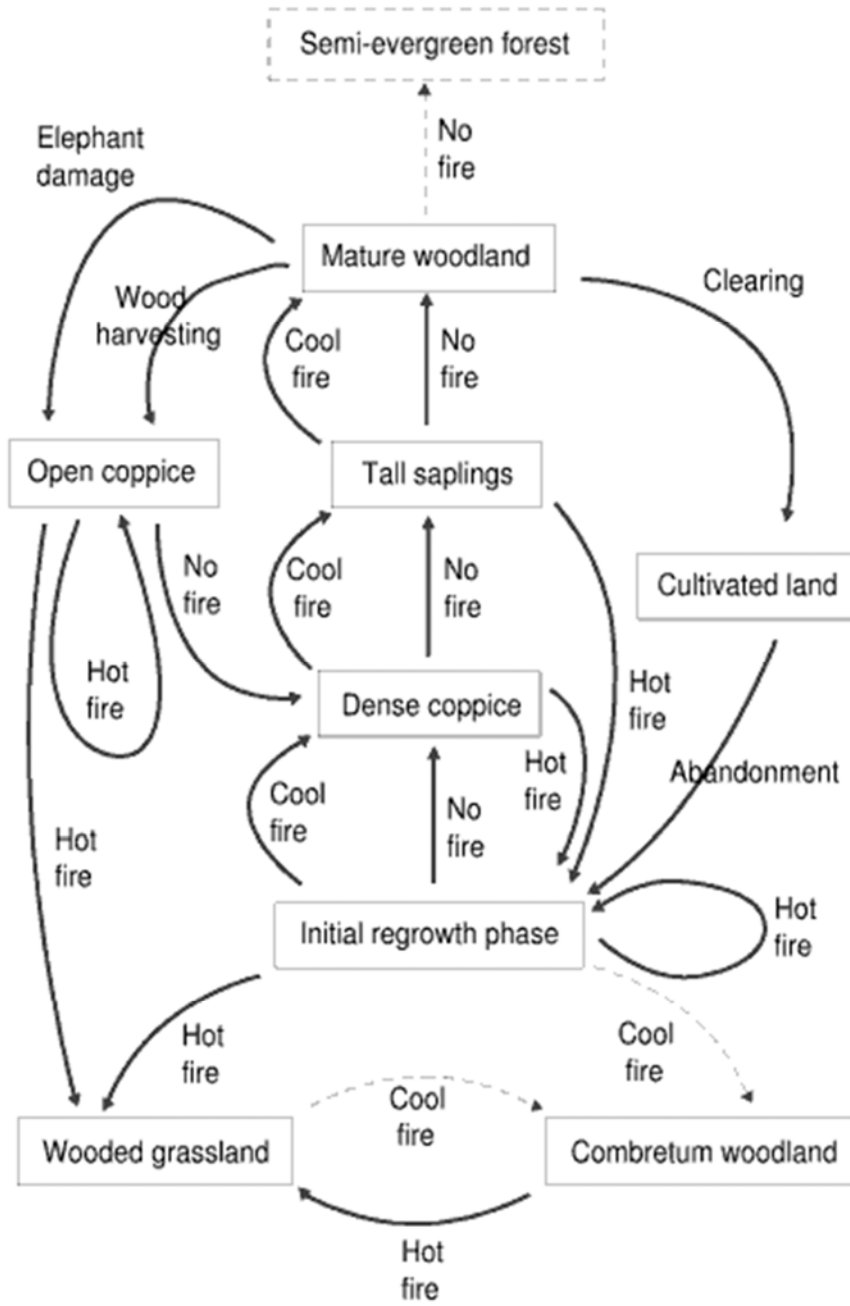 Semi-evergreen forest
No
fire
Elephant
damage
Mature woodland
Clearing
Wood
harvesting
Cool
fire
No
fire
Open coppice
Tall saplings
No
fire
Cool
fire
No
fire
Cultivated land
Hot
fire
Hot
fire
Dense coppice
Hot
fire
Abandonment
Cool
fire
No
fire
Hot
fire
Initial regrowth phase
Hot
fire
Hot
fire
Cool
fire
Cool
fire
Wooded grassland
Combretum woodland
Hot
fire